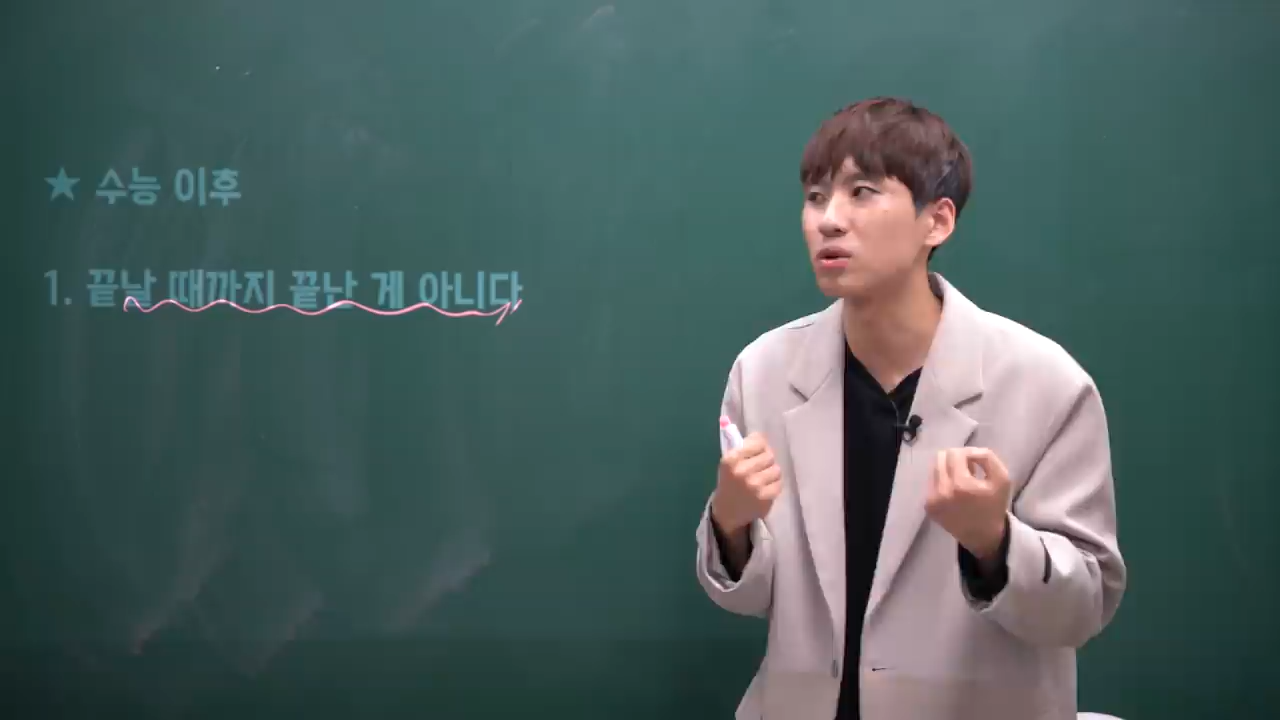 ★ 수능 이후
1. 끝날 때까지 끝난 게 아니다